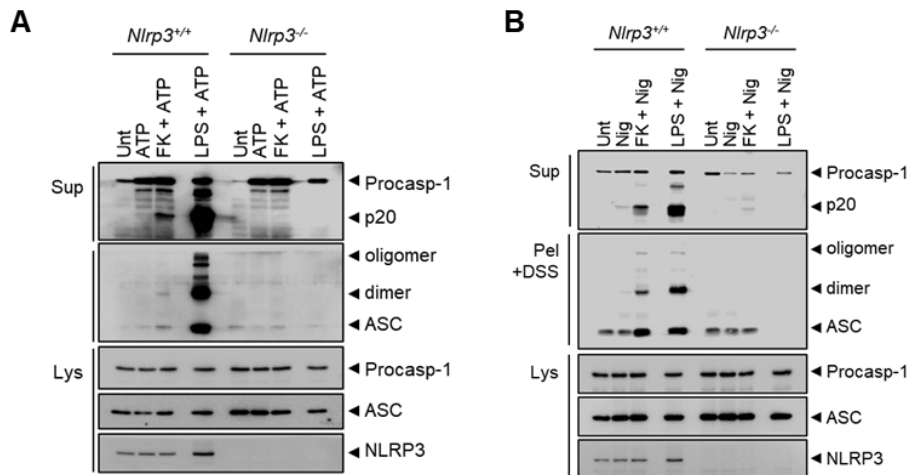 A
Nlrp3+/+ Nlrp3-/-
Unt ATP FK + ATP LPS + ATP Unt ATP FK + ATP LPS + ATP
Sup
Procasp-1
p20
oligomer
dimer
ASC
Lys
Procasp-1
ASC
NLRP3
B
Nlrp3+/+ Nlrp3-/-
Unt Nig FK + Nig LPS + Nig Unt Nig FK + Nig LPS + Nig
Sup
Procasp-1
p20
Pel
+DSS
oligomer
dimer
ASC
Lys
Procasp-1
ASC
NLRP3